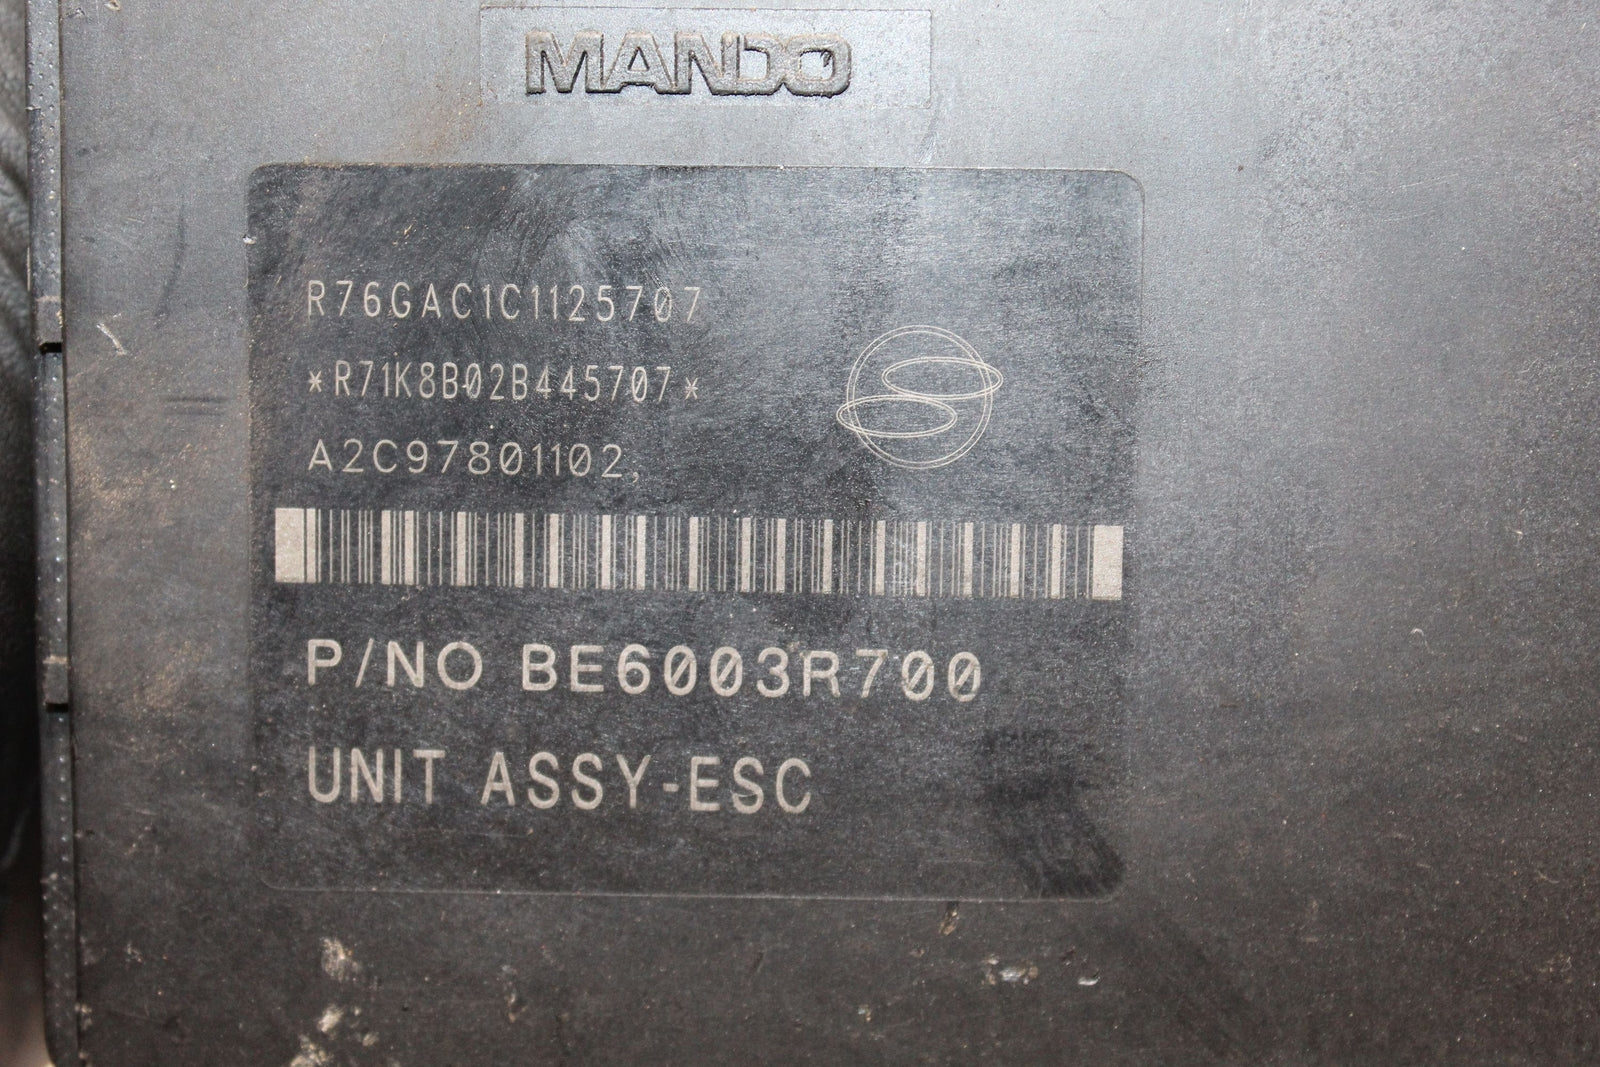 MANDO
R76GAC1C1125707
*R71K8B02B445707*
A2C97801102,
P/NO BE6003R700
UNIT ASSY-ESC